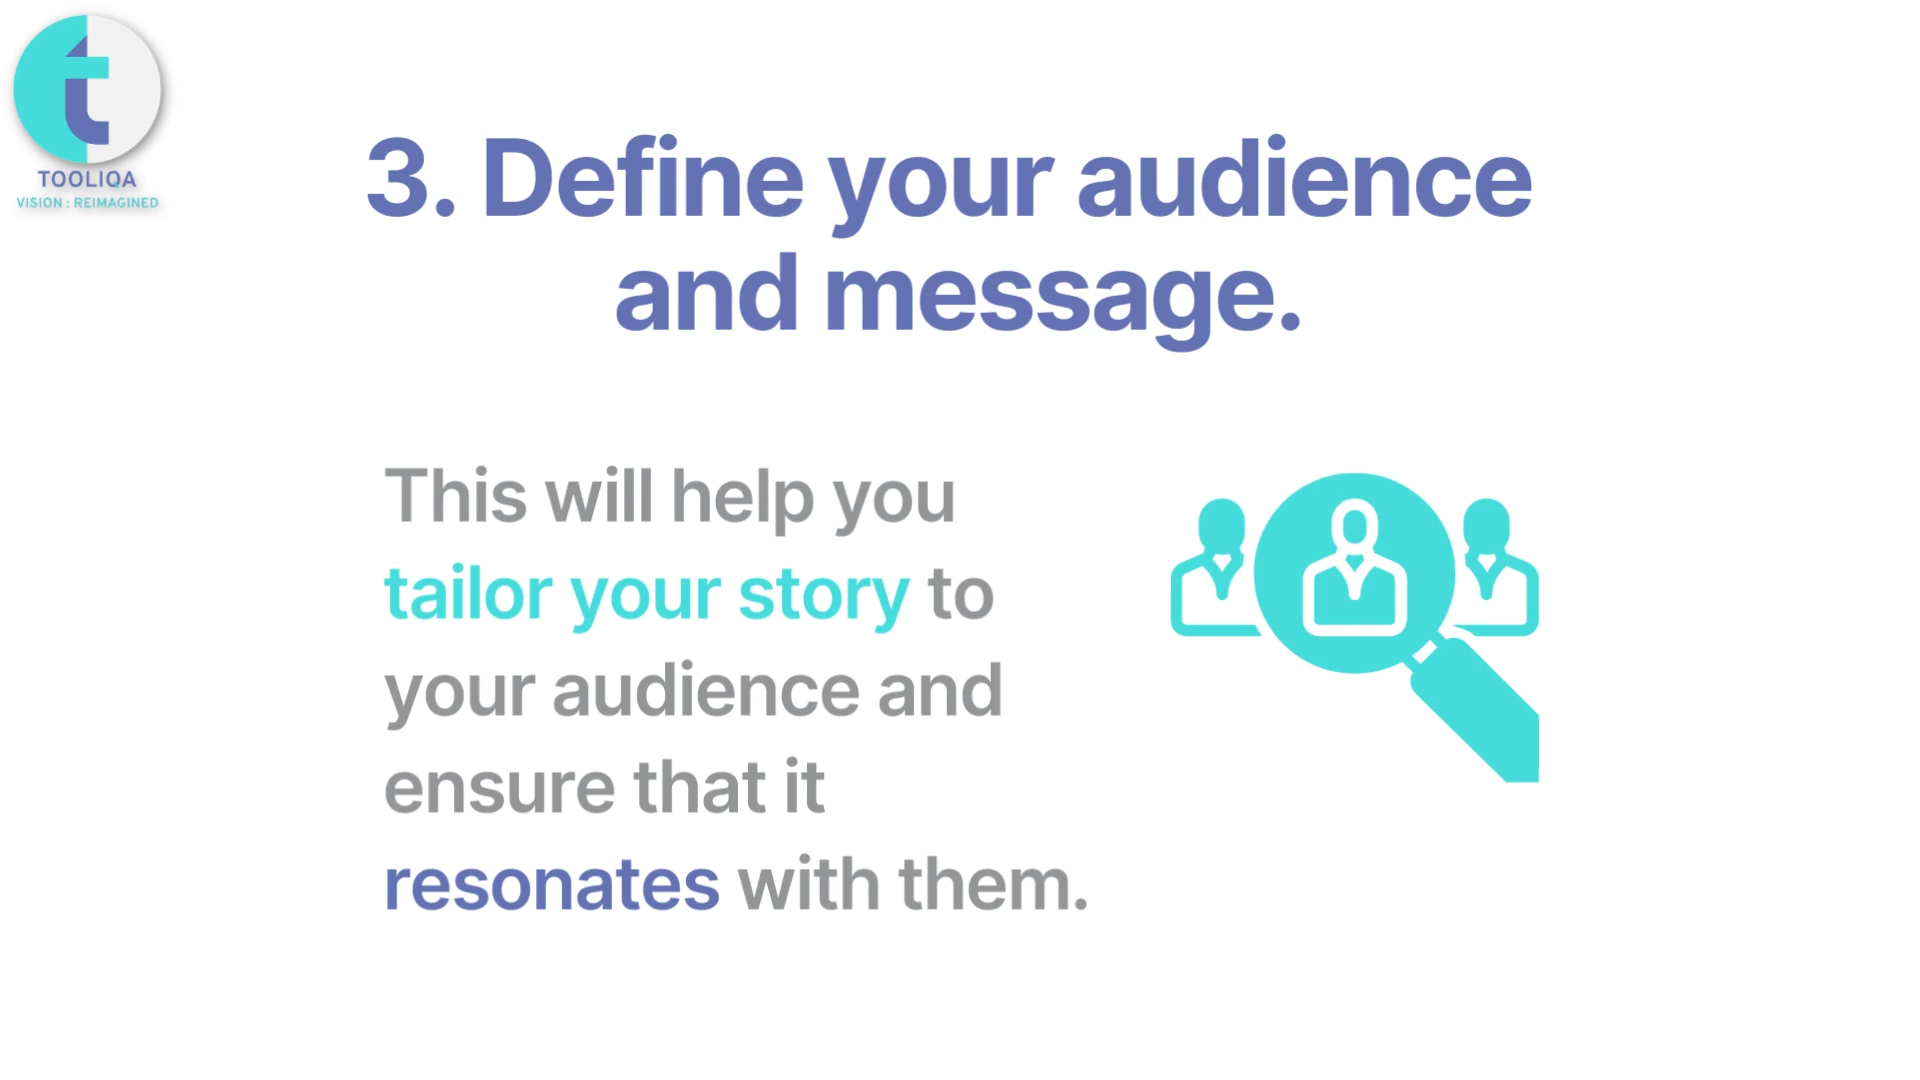 TOOLIQA
VISION : REIMAGINED
3. Define your audience
and message.
This will help you
tailor your story to
your audience and
ensure that it
resonates with them.